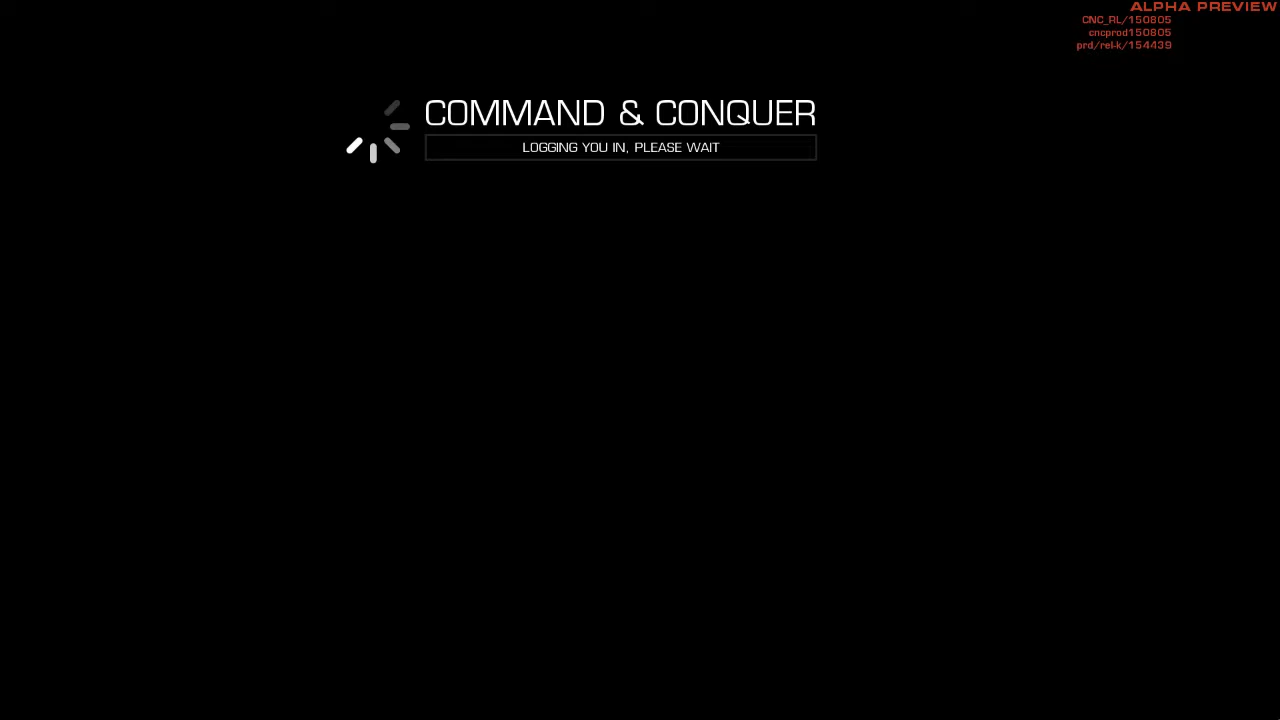 ALPHA PREVIEW
CNC_RL/150805
cncprod150805
prd/rel-k/154439
COMMAND & CONQUER
LOGGING YOU IN, PLEASE WAIT